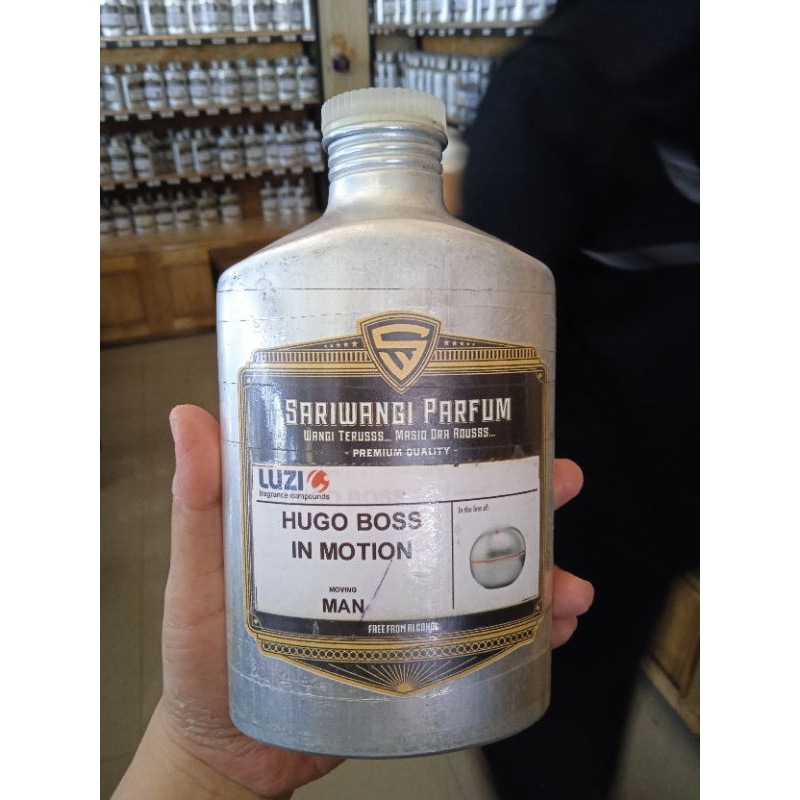 SARIWANGI PARFUM
WANGI TERUSSS... MASIO ORA ADUSSS...
- PREMIUM QUALITY -
LUZI
fragrance compounds
HUGO BOSS
IN MOTION
MOVING
MAN
In the line of:
FREE FROM ALCOHOL